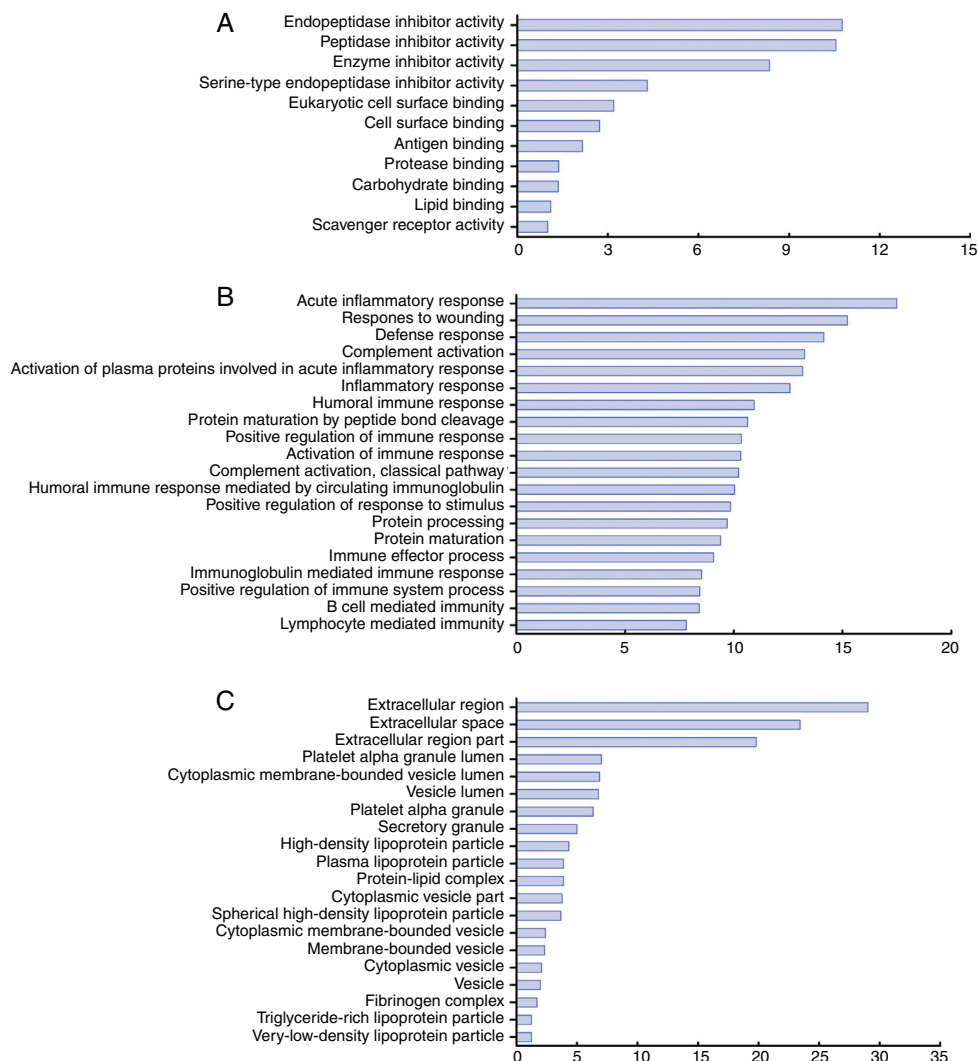 A
Endopeptidase inhibitor activity
Peptidase inhibitor activity
Enzyme inhibitor activity
Serine-type endopeptidase inhibitor activity
Eukaryotic cell surface binding
Cell surface binding
Antigen binding
Protease binding
Carbohydrate binding
Lipid binding
Scavenger receptor activity
0 3 6 9 12 15
B
Acute inflammatory response
Respones to wounding
Defense response
Complement activation
Activation of plasma proteins involved in acute inflammatory response
Inflammatory response
Humoral immune response
Protein maturation by peptide bond cleavage
Positive regulation of immune response
Activation of immune response
Complement activation, classical pathway
Humoral immune response mediated by circulating immunoglobulin
Positive regulation of response to stimulus
Protein processing
Protein maturation
Immune effector process
Immunoglobulin mediated immune response
Positive regulation of immune system process
B cell mediated immunity
Lymphocyte mediated immunity
0 5 10 15 20
C
Extracellular region
Extracellular space
Extracellular region part
Platelet alpha granule lumen
Cytoplasmic membrane-bounded vesicle lumen
Vesicle lumen
Platelet alpha granule
Secretory granule
High-density lipoprotein particle
Plasma lipoprotein particle
Protein-lipid complex
Cytoplasmic vesicle part
Spherical high-density lipoprotein particle
Cytoplasmic membrane-bounded vesicle
Membrane-bounded vesicle
Cytoplasmic vesicle
Vesicle
Fibrinogen complex
Triglyceride-rich lipoprotein particle
Very-low-density lipoprotein particle
0 5 10 15 20 25 30 35